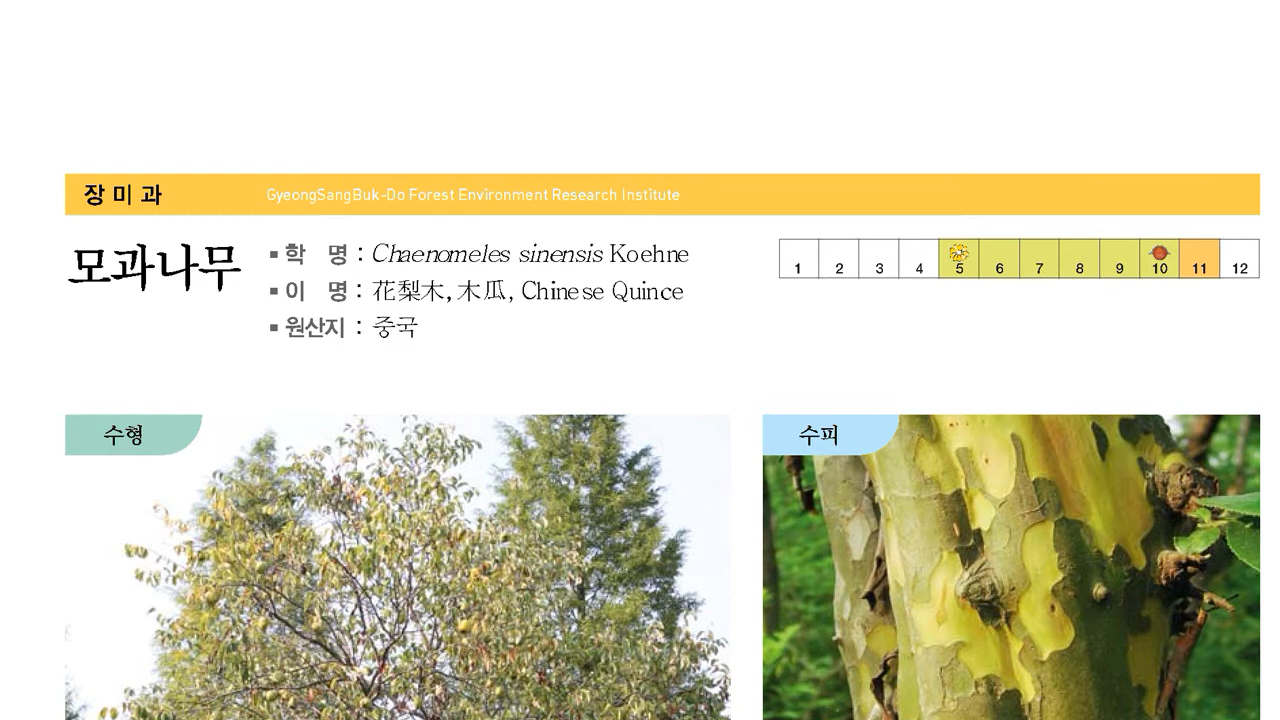 장 미 과 GyeongSangBuk-Do Forest Environment Research Institute
모과나무
▪ 학 명 : Chaenomeles sinensis Koehne
▪ 이 명 : 花梨木, 木瓜, Chinese Quince
▪ 원산지 : 중국
1 2 3 4 5 6 7 8 9 10 11 12
수형
수피